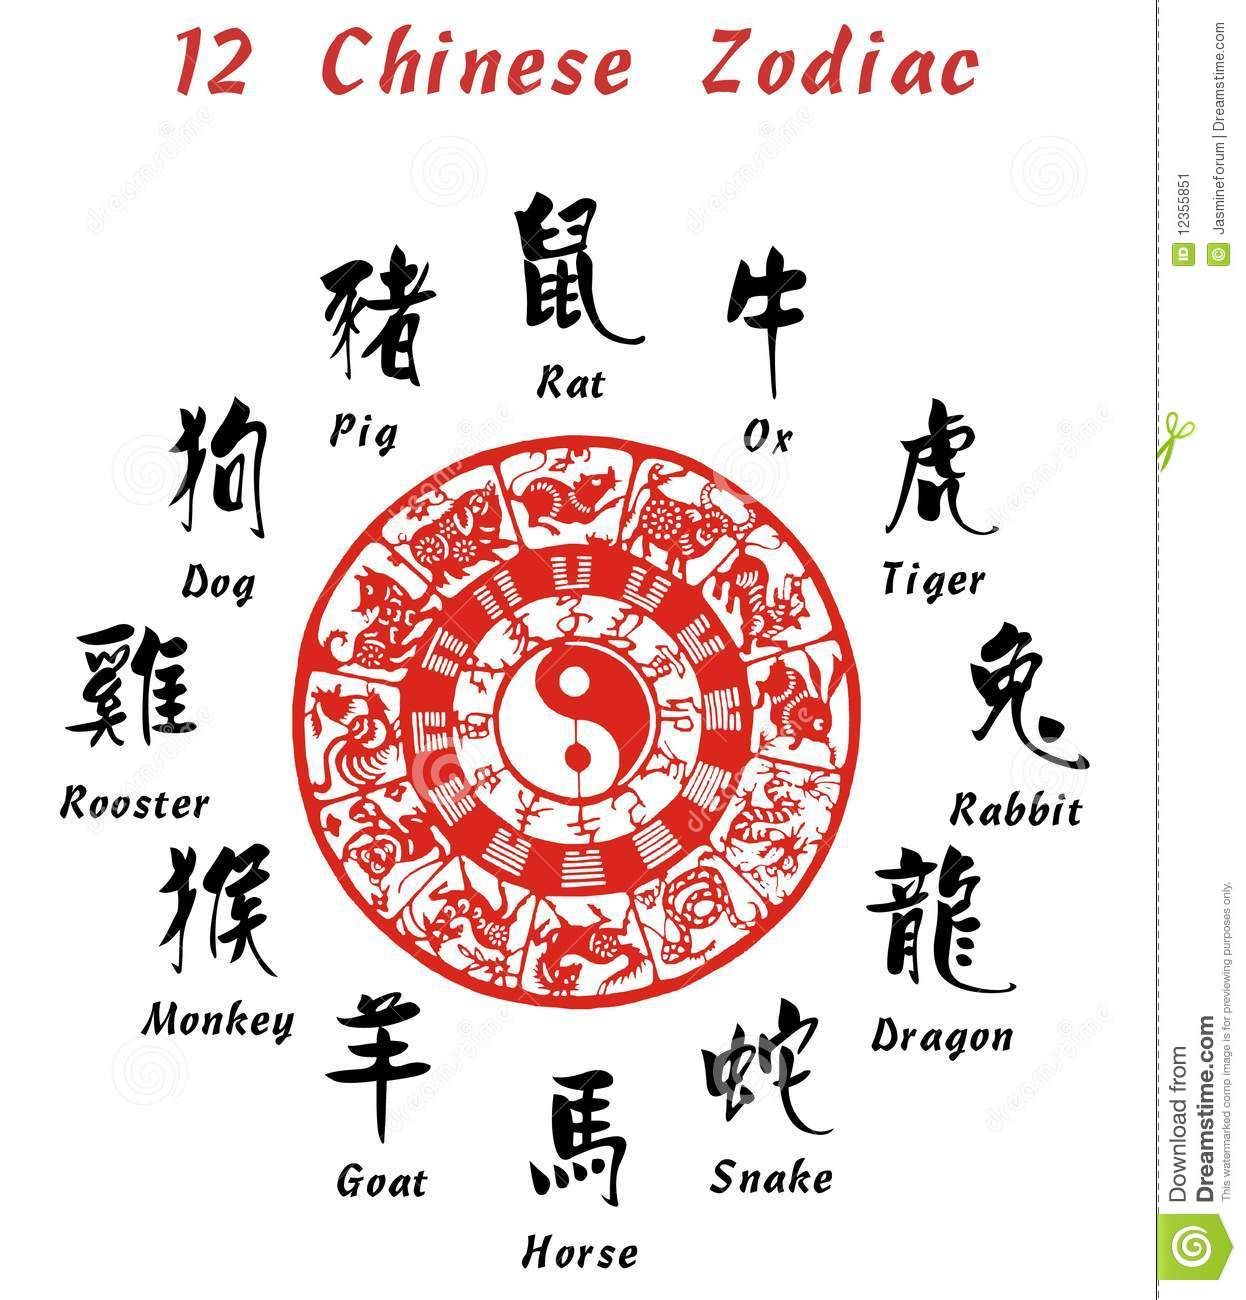 12 Chinese Zodiac
鼠
Rat
牛
Ox
虎
Tiger
兔
Rabbit
龍
Dragon
蛇
Snake
馬
Horse
羊
Goat
猴
Monkey
雞
Rooster
狗
Dog
豬
Pig
ID 12355851
© Jasmineforum | Dreamstime.com
Download from
Dreamstime.com
This watermarked comp image is for previewing purposes only.
dreamstime